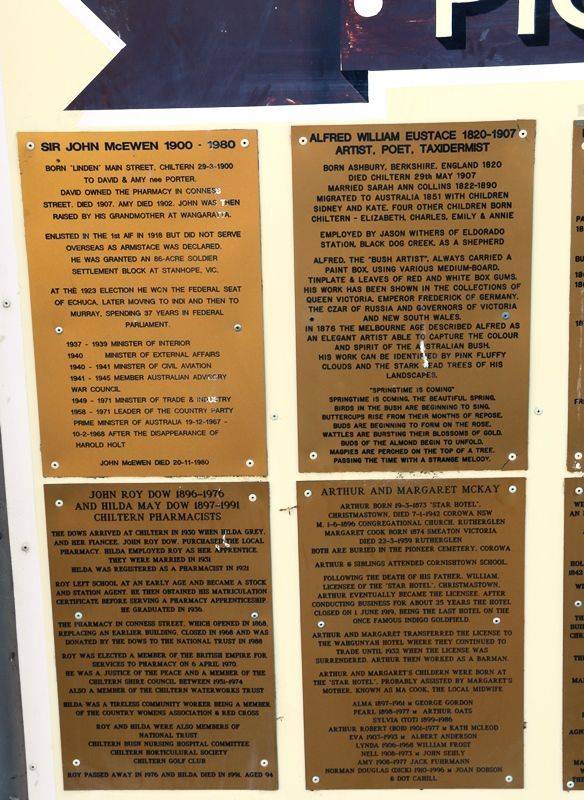 SIR JOHN McEWEN 1900 - 1980
BORN 'LINDEN' MAIN STREET, CHILTERN 29-3-1900
TO DAVID & AMY nee PORTER.
DAVID OWNED THE PHARMACY IN CONNESS
STREET, DIED 1907. AMY DIED 1902. JOHN WAS THEN
RAISED BY HIS GRANDMOTHER AT WANGARATTA.
ENLISTED IN THE 1st AIF IN 1918 BUT DID NOT SERVE
OVERSEAS AS ARMISTACE WAS DECLARED.
HE WAS GRANTED AN 86-ACRE SOLDIER
SETTLEMENT BLOCK AT STANHOPE, VIC.
AT THE 1923 ELECTION HE WON THE FEDERAL SEAT
OF ECHUCA, LATER MOVING TO INDI AND THEN TO
MURRAY, SPENDING 37 YEARS IN FEDERAL
PARLIAMENT.
1937 - 1939 MINISTER OF INTERIOR
1940 MINISTER OF EXTERNAL AFFAIRS
1940 - 1941 MINISTER OF CIVIL AVIATION
1941 - 1945 MEMBER AUSTRALIAN ADVISORY
WAR COUNCIL
1949 - 1971 MINISTER OF TRADE & INDUSTRY
1958 - 1971 LEADER OF THE COUNTRY PARTY
PRIME MINISTER OF AUSTRALIA 19-12-1967 -
10-2-1968 AFTER THE DISAPPEARANCE OF
HAROLD HOLT
JOHN McEWEN DIED 20-11-1980
ALFRED WILLIAM EUSTACE 1820-1907
ARTIST, POET, TAXIDERMIST
BORN ASHBURY, BERKSHIRE, ENGLAND 1820
DIED CHILTERN 29th MAY 1907
MARRIED SARAH ANN COLLINS 1822-1890
MIGRATED TO AUSTRALIA 1851 WITH CHILDREN
SIDNEY AND KATE. FOUR OTHER CHILDREN BORN
CHILTERN - ELIZABETH, CHARLES, EMILY & ANNIE
EMPLOYED BY JASON WITHERS OF ELDORADO
STATION, BLACK DOG CREEK, AS A SHEPHERD
ALFRED, THE "BUSH ARTIST", ALWAYS CARRIED A
PAINT BOX, USING VARIOUS MEDIUM-BOARD,
TINPLATE & LEAVES OF RED AND WHITE BOX GUMS.
HIS WORK HAS BEEN SHOWN IN THE COLLECTIONS OF
QUEEN VICTORIA, EMPEROR FREDERICK OF GERMANY,
THE CZAR OF RUSSIA AND GOVERNORS OF VICTORIA
AND NEW SOUTH WALES.
IN 1876 THE MELBOURNE AGE DESCRIBED ALFRED AS
AN ELEGANT ARTIST ABLE TO CAPTURE THE COLOUR
AND SPIRIT OF THE AUSTRALIAN BUSH.
HIS WORK CAN BE IDENTIFIED BY PINK FLUFFY
CLOUDS AND THE STARK DEAD TREES OF HIS
LANDSCAPES.
"SPRINGTIME IS COMING"
SPRINGTIME IS COMING, THE BEAUTIFUL SPRING,
BIRDS IN THE BUSH ARE BEGINNING TO SING,
BUTTERCUPS RISE FROM THEIR MONTHS OF REPOSE,
BUDS ARE BEGINNING TO FORM ON THE ROSE,
WATTLES ARE BURSTING THEIR BLOSSOMS OF GOLD,
BUDS OF THE ALMOND BEGIN TO UNFOLD,
MAGPIES ARE PERCHED ON THE TOP OF A TREE,
PASSING THE TIME WITH A STRANGE MELODY.
JOHN ROY DOW 1896-1976
AND HILDA MAY DOW 1897-1991
CHILTERN PHARMACISTS
THE DOWS ARRIVED AT CHILTERN IN 1930 WHEN HILDA GREY,
AND HER FIANCEE, JOHN ROY DOW, PURCHASED THE LOCAL
PHARMACY. HILDA EMPLOYED ROY AS HER APPRENTICE.
THEY WERE MARRIED IN 1931
HILDA WAS REGISTERED AS A PHARMACIST IN 1921
ROY LEFT SCHOOL AT AN EARLY AGE AND BECAME A STOCK
AND STATION AGENT. HE THEN OBTAINED HIS MATRICULATION
CERTIFICATE BEFORE SERVING A PHARMACY APPRENTICESHIP.
HE GRADUATED IN 1936.
THE PHARMACY IN CONNESS STREET, WHICH OPENED IN 1868,
REPLACING AN EARLIER BUILDING, CLOSED IN 1968 AND WAS
DONATED BY THE DOWS TO THE NATIONAL TRUST IN 1988
ROY WAS ELECTED A MEMBER OF THE BRITISH EMPIRE FOR
SERVICES TO PHARMACY ON 6 APRIL 1970.
HE WAS A JUSTICE OF THE PEACE AND A MEMBER OF THE
CHILTERN SHIRE COUNCIL BETWEEN 1951-1974
ALSO A MEMBER OF THE CHILTERN WATERWORKS TRUST
HILDA WAS A TIRELESS COMMUNITY WORKER BEING A MEMBER
OF THE COUNTRY WOMENS ASSOCIATION & RED CROSS
ROY AND HILDA WERE ALSO MEMBERS OF
NATIONAL TRUST
CHILTERN BUSH NURSING HOSPITAL COMMITTEE
CHILTERN HORTICULTURAL SOCIETY
CHILTERN GOLF CLUB
ROY PASSED AWAY IN 1976 AND HILDA DIED IN 1991, AGED 94
ARTHUR AND MARGARET MCKAY
ARTHUR BORN 19-5-1873 'STAR HOTEL',
CHRISTMASTOWN, DIED 7-1-1942 COROWA NSW
M. 1-6-1896 CONGREGATIONAL CHURCH, RUTHERGLEN
MARGARET COOK BORN 1874 SHEATON VICTORIA
DIED 22-3-1959 RUTHERGLEN
BOTH ARE BURIED IN THE PIONEER CEMETERY, COROWA
ARTHUR & SIBLINGS ATTENDED CORNISHTOWN SCHOOL.
FOLLOWING THE DEATH OF HIS FATHER, WILLIAM,
LICENSEE OF THE 'STAR HOTEL', CHRISTMASTOWN,
ARTHUR EVENTUALLY BECAME THE LICENSEE. AFTER
CONDUCTING BUSINESS FOR ABOUT 25 YEARS THE HOTEL
CLOSED ON 1 JUNE 1919, BEING THE LAST HOTEL ON THE
ONCE FAMOUS INDIGO GOLDFIELD.
ARTHUR AND MARGARET TRANSFERRED THE LICENSE TO
THE WAHGUNYAH HOTEL WHERE THEY CONTINUED TO
TRADE UNTIL 1932 WHEN THE LICENSE WAS
SURRENDERED. ARTHUR THEN WORKED AS A BARMAN.
ARTHUR AND MARGARET'S CHILDREN WERE BORN AT
THE 'STAR HOTEL', PROBABLY ASSISTED BY MARGARET'S
MOTHER, KNOWN AS MA COOK, THE LOCAL MIDWIFE
ALMA 1897-1961 M GEORGE GORDON
PEARL 1898-1977 M ARTHUR OATS
SYLVIA (TOT) 1899-1986
ARTHUR ROBERT (BOB) 1901-1977 M KATH MCLEOD
EVA 1903-1993 M ALBERT ANDERSON
LYNDA 1906-1968 WILLIAM FROST
NELL 1908-1973 M JOHN SEHLY
AMY 1908-1977 JACK FUHRMANN
NORMAN DOUGLAS (DICK) 1910-1996 M JOAN DOBSON
& DOT CAHILL